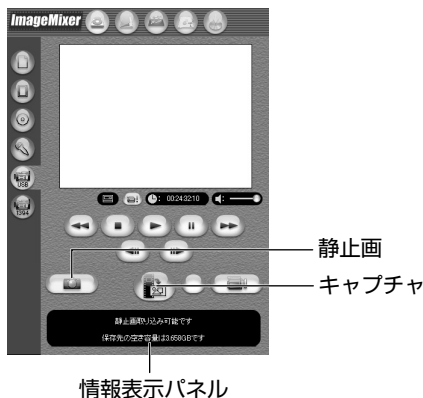 ImageMixer
USB
1394
00:24:32:10
静止画
キャプチャ
静止画取り込み可能です
保存先の空き容量は3.658GBです
情報表示パネル